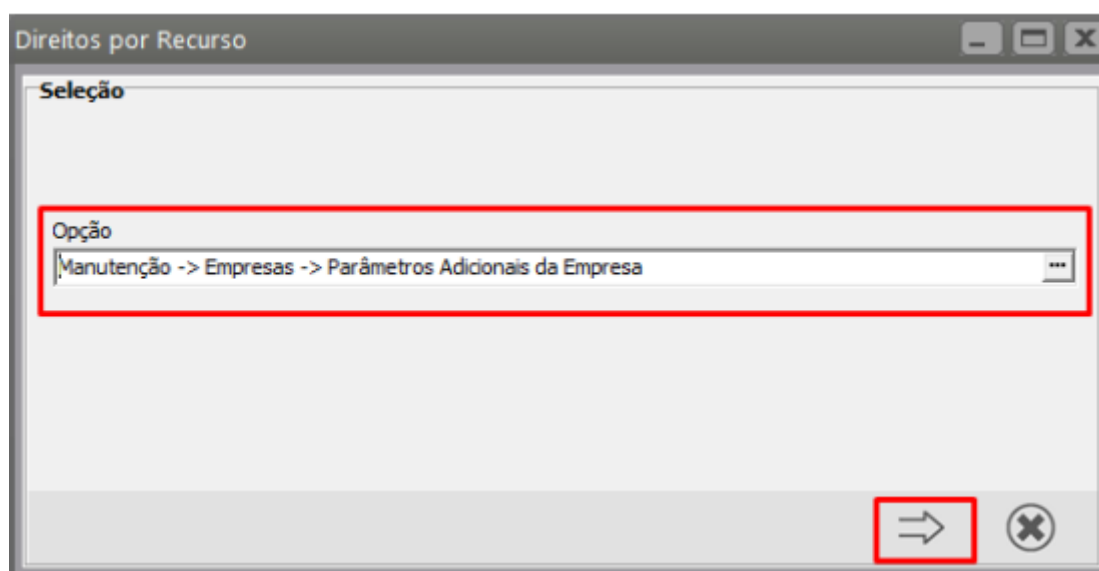 Direitos por Recurso
Seleção
Opção
Manutenção -> Empresas -> Parâmetros Adicionais da Empresa
...